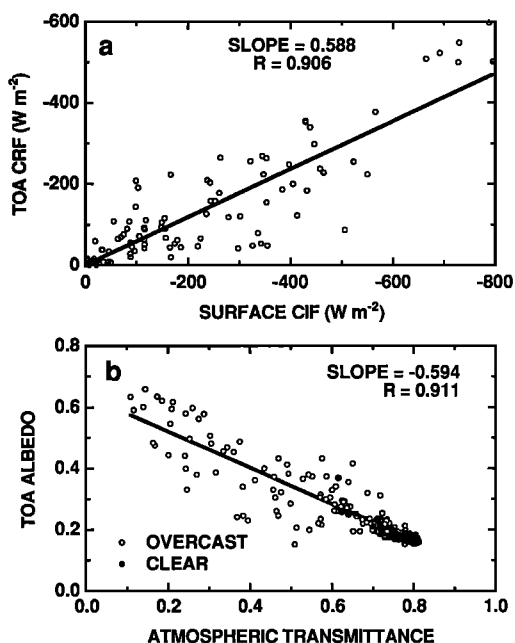 a
SLOPE = 0.588
R = 0.906
TOA CRF (W m-2)
-600
-400
-200
0
0
-200
-400
-600
-800
SURFACE CIF (W m-2)
b
SLOPE = -0.594
R = 0.911
TOA ALBEDO
0.8
0.6
0.4
0.2
0.0
OVERCAST
CLEAR
0.0
0.2
0.4
0.6
0.8
1.0
ATMOSPHERIC TRANSMITTANCE